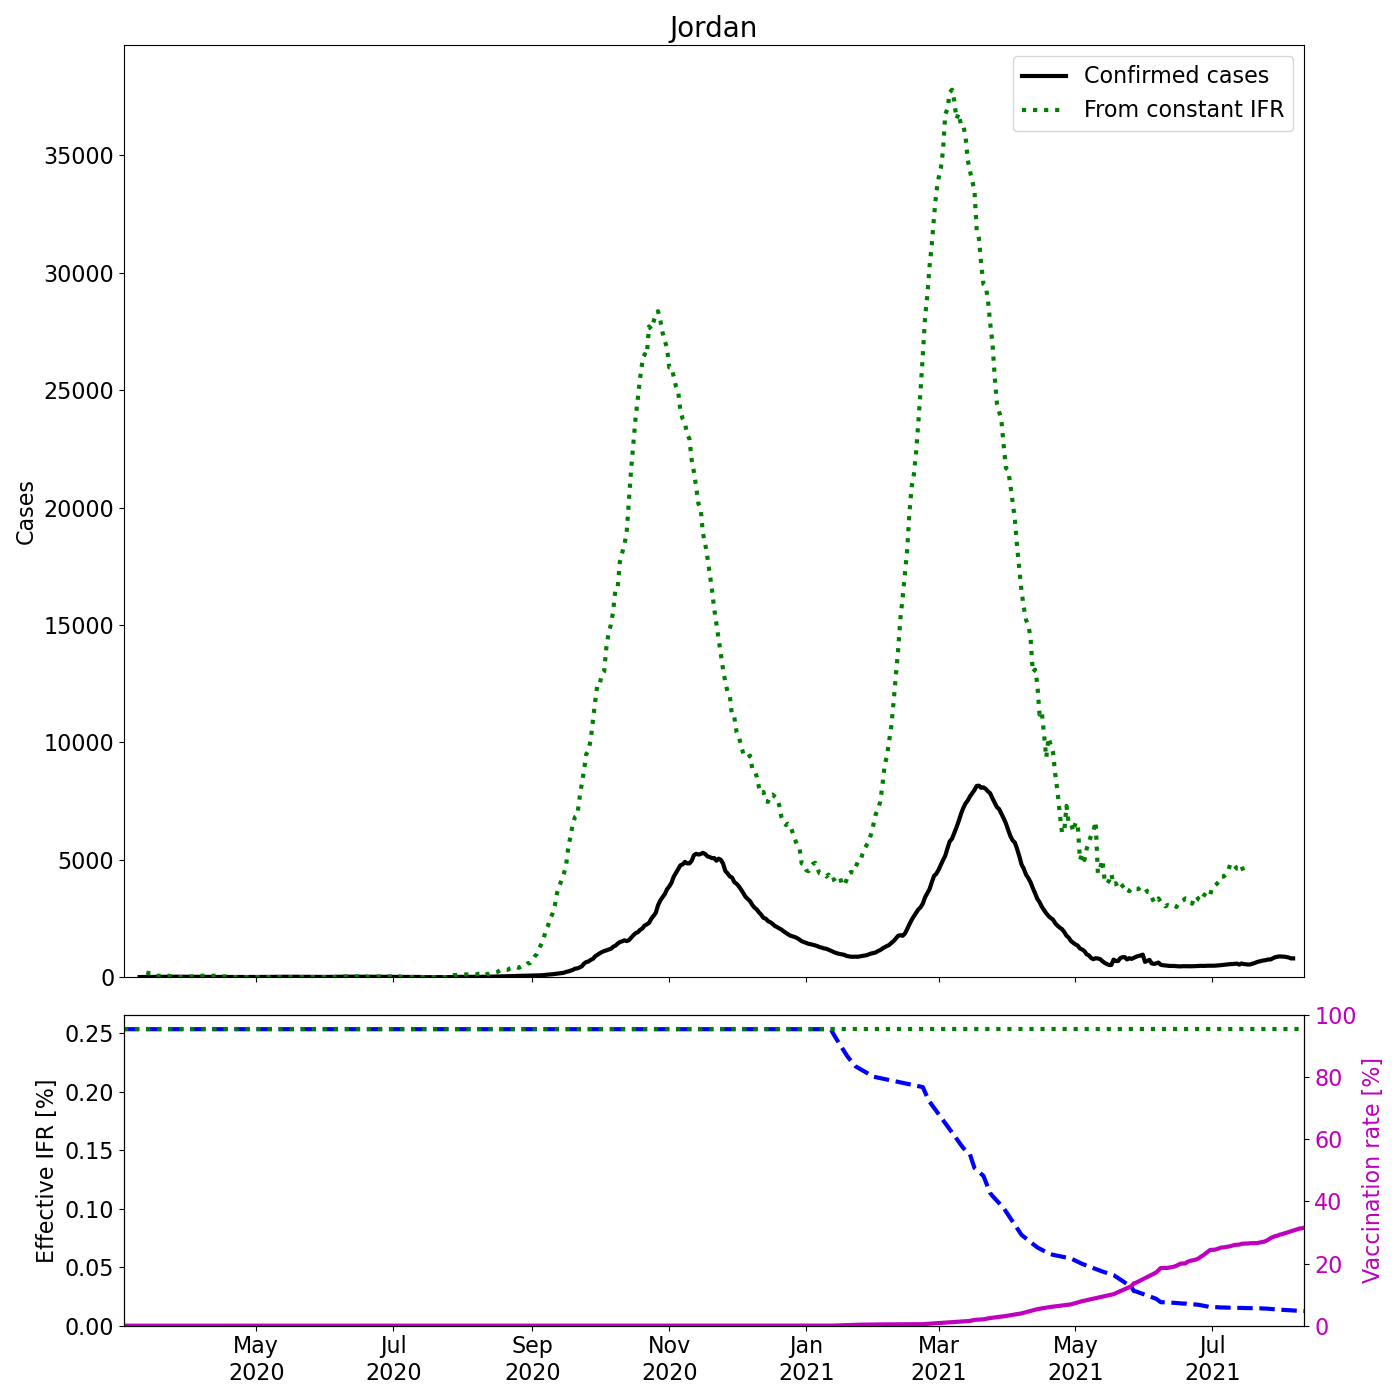 Jordan
Confirmed cases
From constant IFR
Cases
35000
30000
25000
20000
15000
10000
5000
0
Effective IFR [%]
0.25
0.20
0.15
0.10
0.05
0.00
100
80
60
40
20
0
Vaccination rate [%]
May Jul Sep Nov Jan Mar May Jul
2020 2020 2020 2020 2021 2021 2021 2021